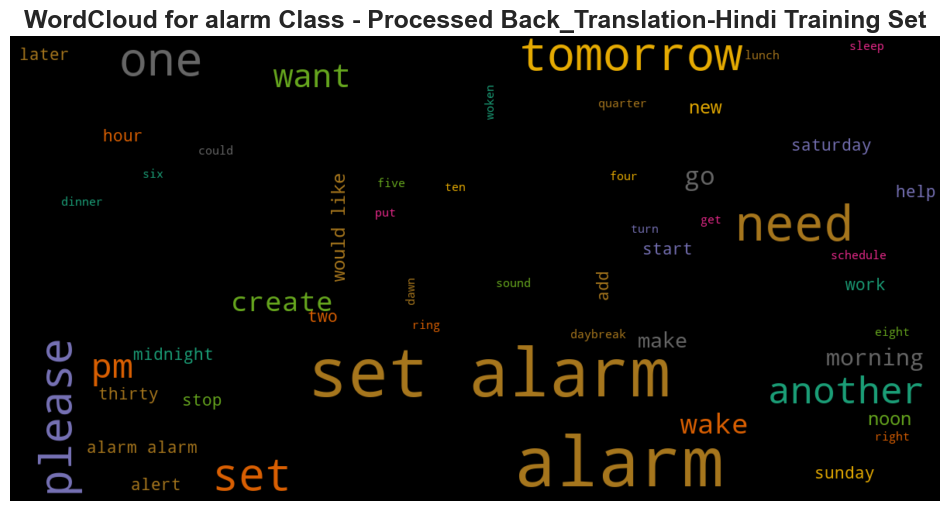 WordCloud for alarm Class - Processed Back_Translation-Hindi Training Set
later
one
want
tomorrow
lunch
sleep
woken
quarter
new
hour
could
saturday
six
five
ten
four
go
help
dinner
put
would like
need
get
turn
start
schedule
dawn
sound
add
work
create
two
ring
daybreak
make
eight
midnight
pm
set alarm
morning
please
thirty
stop
another
wake
noon
right
alarm alarm
alarm
alert
set
sunday